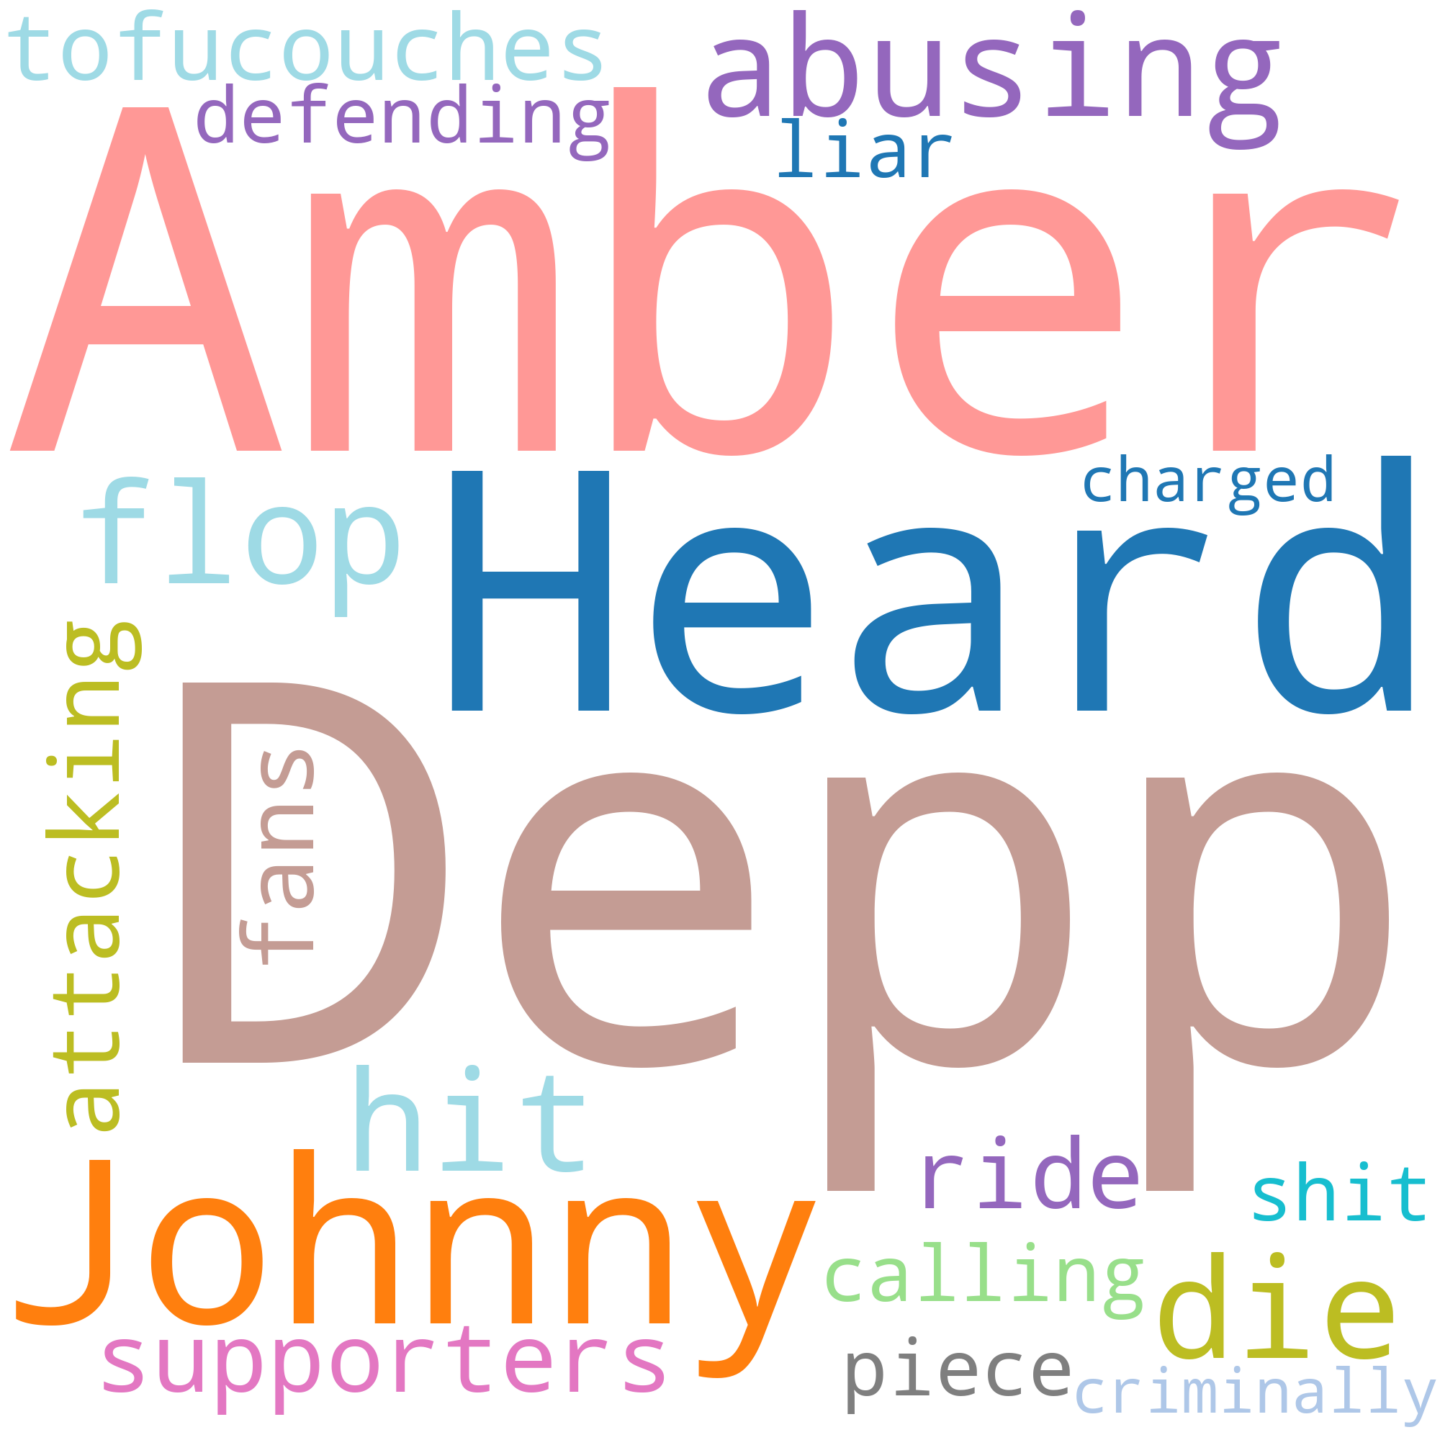 tofucouches
abusing
defending
liar
Amber
charged
flop
Heard
attacking
fans
Depp
hit
Johnny
ride
shit
calling
die
supporters
piece
criminally